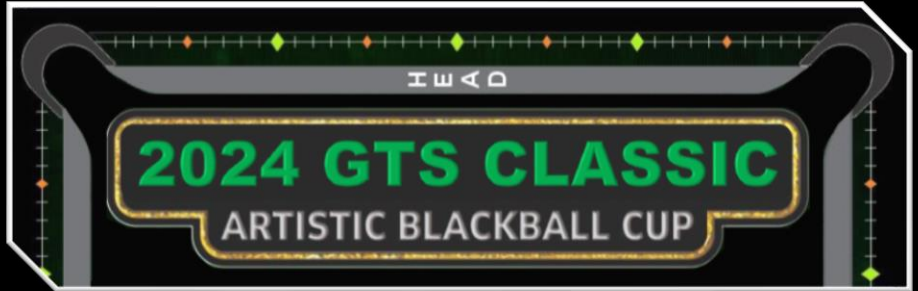 HEAD
2024 GTS CLASSIC
ARTISTIC BLACKBALL CUP